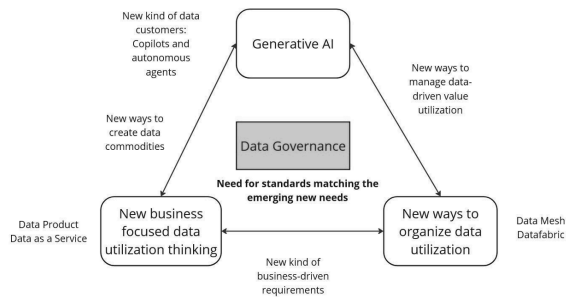 New kind of data
customers:
Copilots and
autonomous
agents
Generative AI
New ways to
manage data-
driven value
utilization
New ways to
create data
commodities
Data Governance
Need for standards matching the
emerging new needs
Data Product
Data as a Service
New business
focused data
utilization thinking
New ways to
organize data
utilization
Data Mesh
Datafabric
New kind of
business-driven
requirements